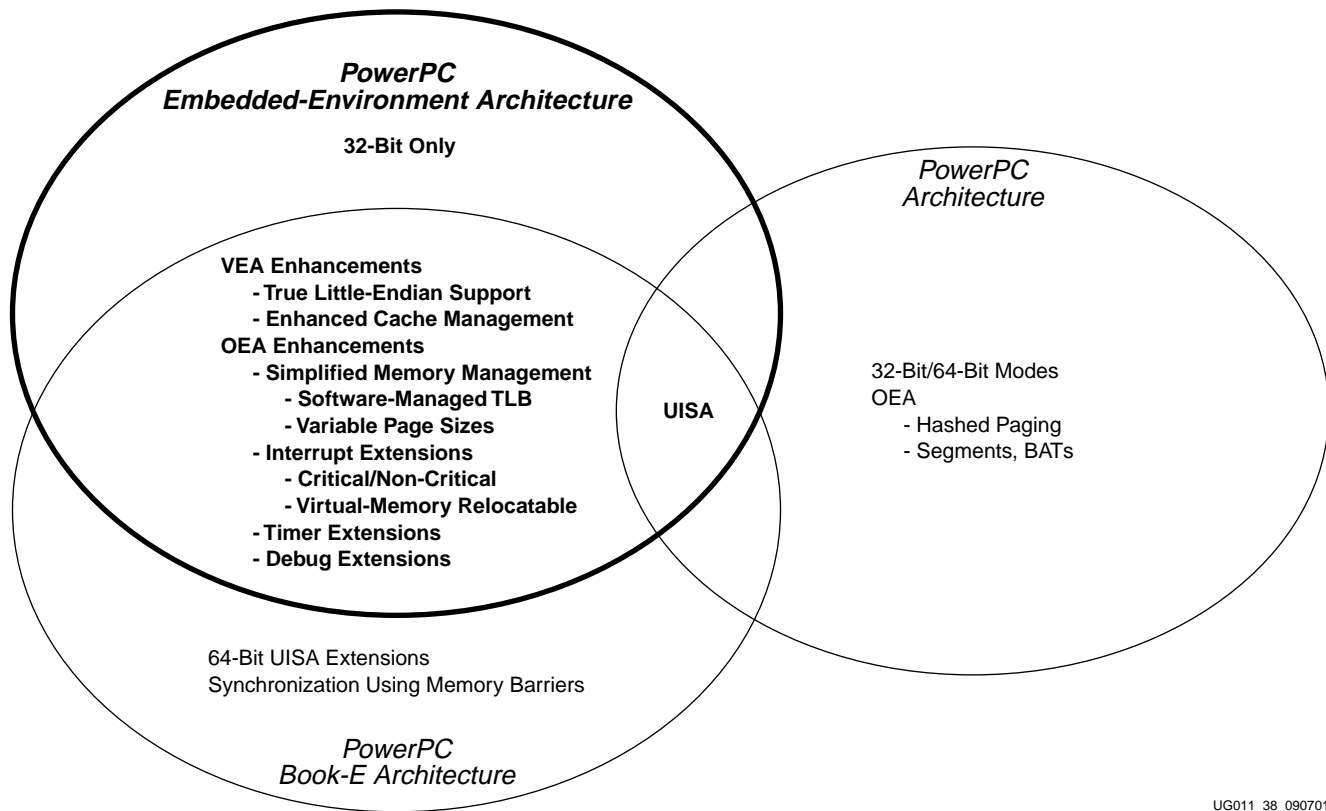 PowerPC
Embedded-Environment Architecture
32-Bit Only
PowerPC
Architecture
VEA Enhancements
- True Little-Endian Support
- Enhanced Cache Management
OEA Enhancements
- Simplified Memory Management
- Software-Managed TLB
- Variable Page Sizes
- Interrupt Extensions
- Critical/Non-Critical
- Virtual-Memory Relocatable
- Timer Extensions
- Debug Extensions
UISA
32-Bit/64-Bit Modes
OEA
- Hashed Paging
- Segments, BATs
64-Bit UISA Extensions
Synchronization Using Memory Barriers
PowerPC
Book-E Architecture
UG011_38_090701